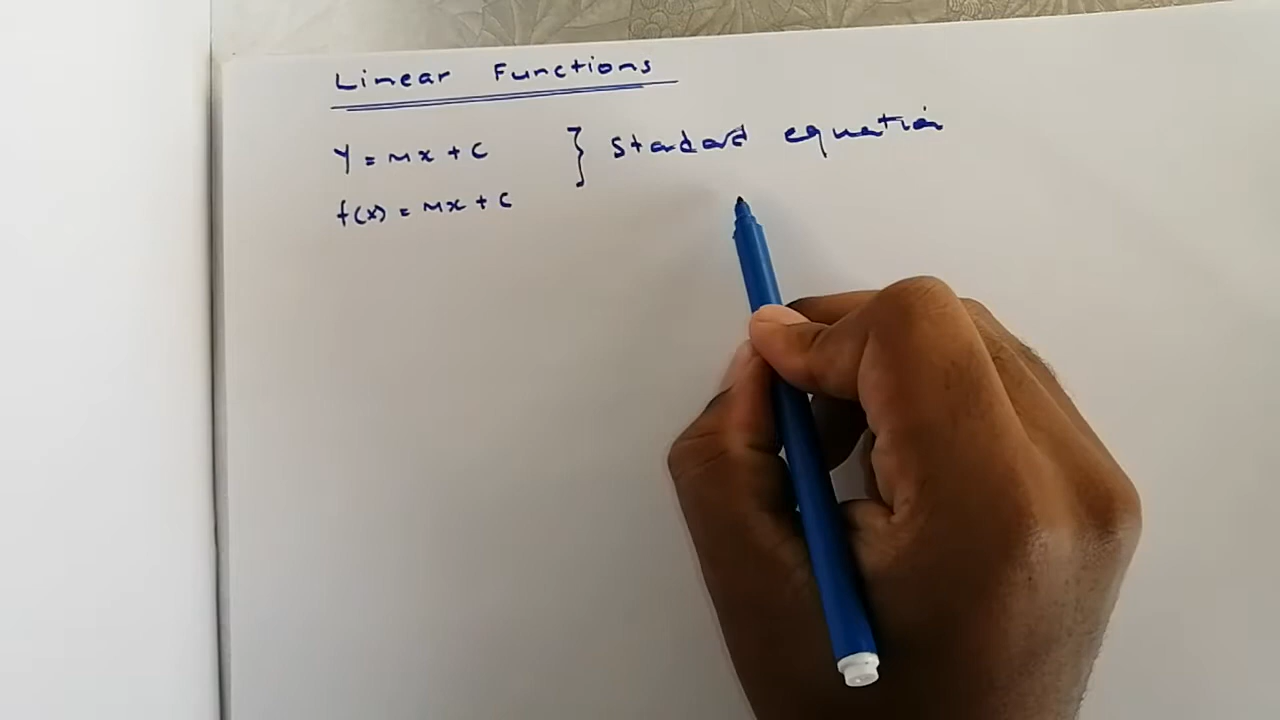 Linear Functions
y = mx + c } standard equation
f(x) = mx + c